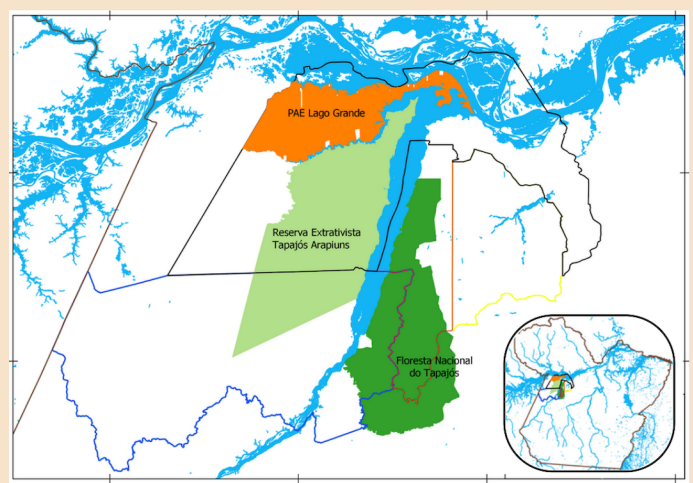 PAE Lago Grande
Reserva Extrativista
Tapajós Arapiuns
Floresta Nacional
do Tapajós